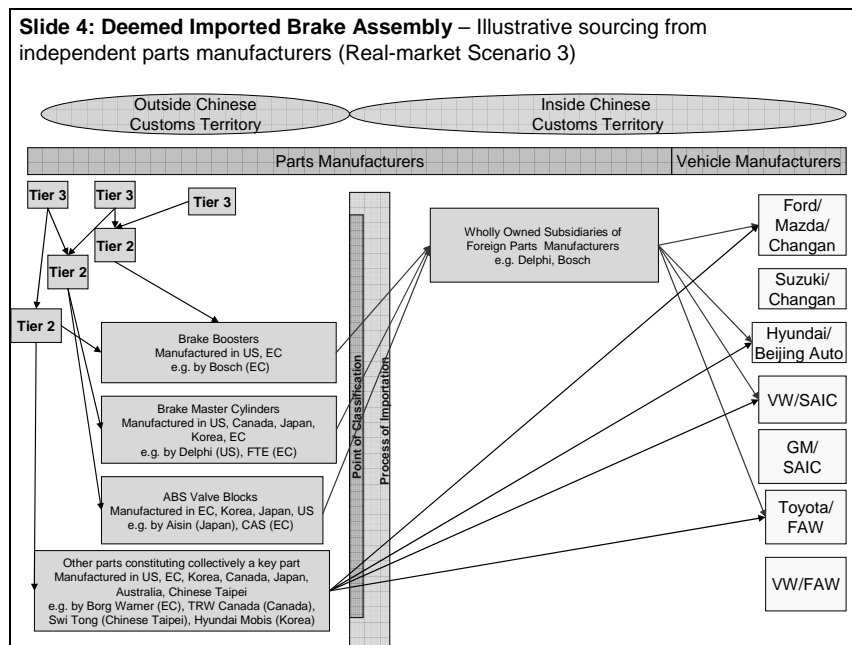 Slide 4: Deemed Imported Brake Assembly – Illustrative sourcing from
independent parts manufacturers (Real-market Scenario 3)
Outside Chinese
Customs Territory
Inside Chinese
Customs Territory
Parts Manufacturers
Vehicle Manufacturers
Tier 3
Tier 3
Tier 3
Tier 2
Tier 2
Tier 2
Brake Boosters
Manufactured in US, EC
e.g. by Bosch (EC)
Brake Master Cylinders
Manufactured in US, Canada, Japan,
Korea, EC
e.g. by Delphi (US), FTE (EC)
ABS Valve Blocks
Manufactured in EC, Korea, Japan, US
e.g. by Aisin (Japan), CAS (EC)
Other parts constituting collectively a key part
Manufactured in US, EC, Korea, Canada, Japan,
Australia, Chinese Taipei
e.g. by Borg Warner (EC), TRW Canada (Canada),
Swi Tong (Chinese Taipei), Hyundai Mobis (Korea)
Point of Classification
Process of Importation
Wholly Owned Subsidiaries of
Foreign Parts Manufacturers
e.g. Delphi, Bosch
Ford/
Mazda/
Changan
Suzuki/
Changan
Hyundai/
Beijing Auto
VW/SAIC
GM/
SAIC
Toyota/
FAW
VW/FAW